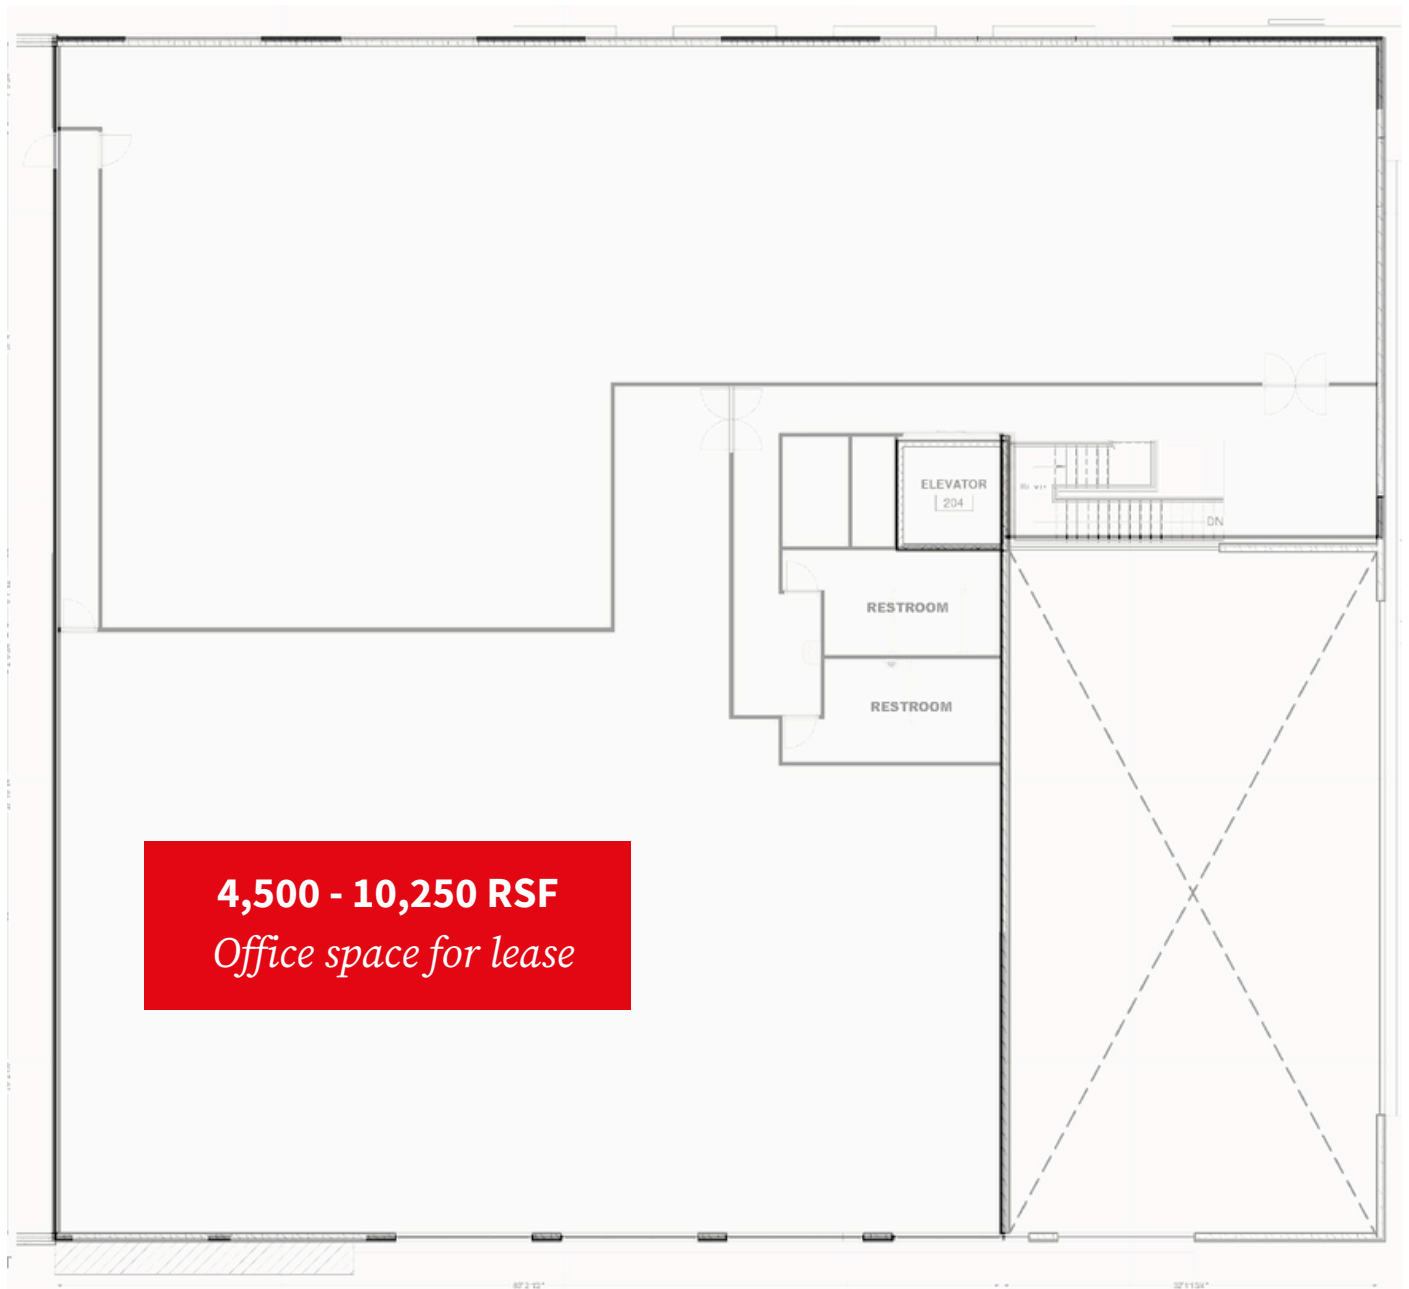 ELEVATOR
204
DN
RESTROOM
RESTROOM
4,500 - 10,250 RSF
Office space for lease